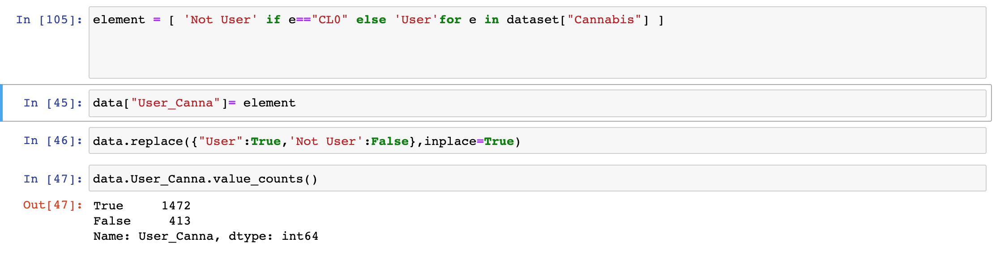 In [105]: element = [ 'Not User' if e=="CL0" else 'User'for e in dataset["Cannabis"] ]
In [45]: data["User_Canna"]= element
In [46]: data.replace({"User":True,'Not User':False},inplace=True)
In [47]: data.User_Canna.value_counts()
Out[47]: True     1472
False     413
Name: User_Canna, dtype: int64